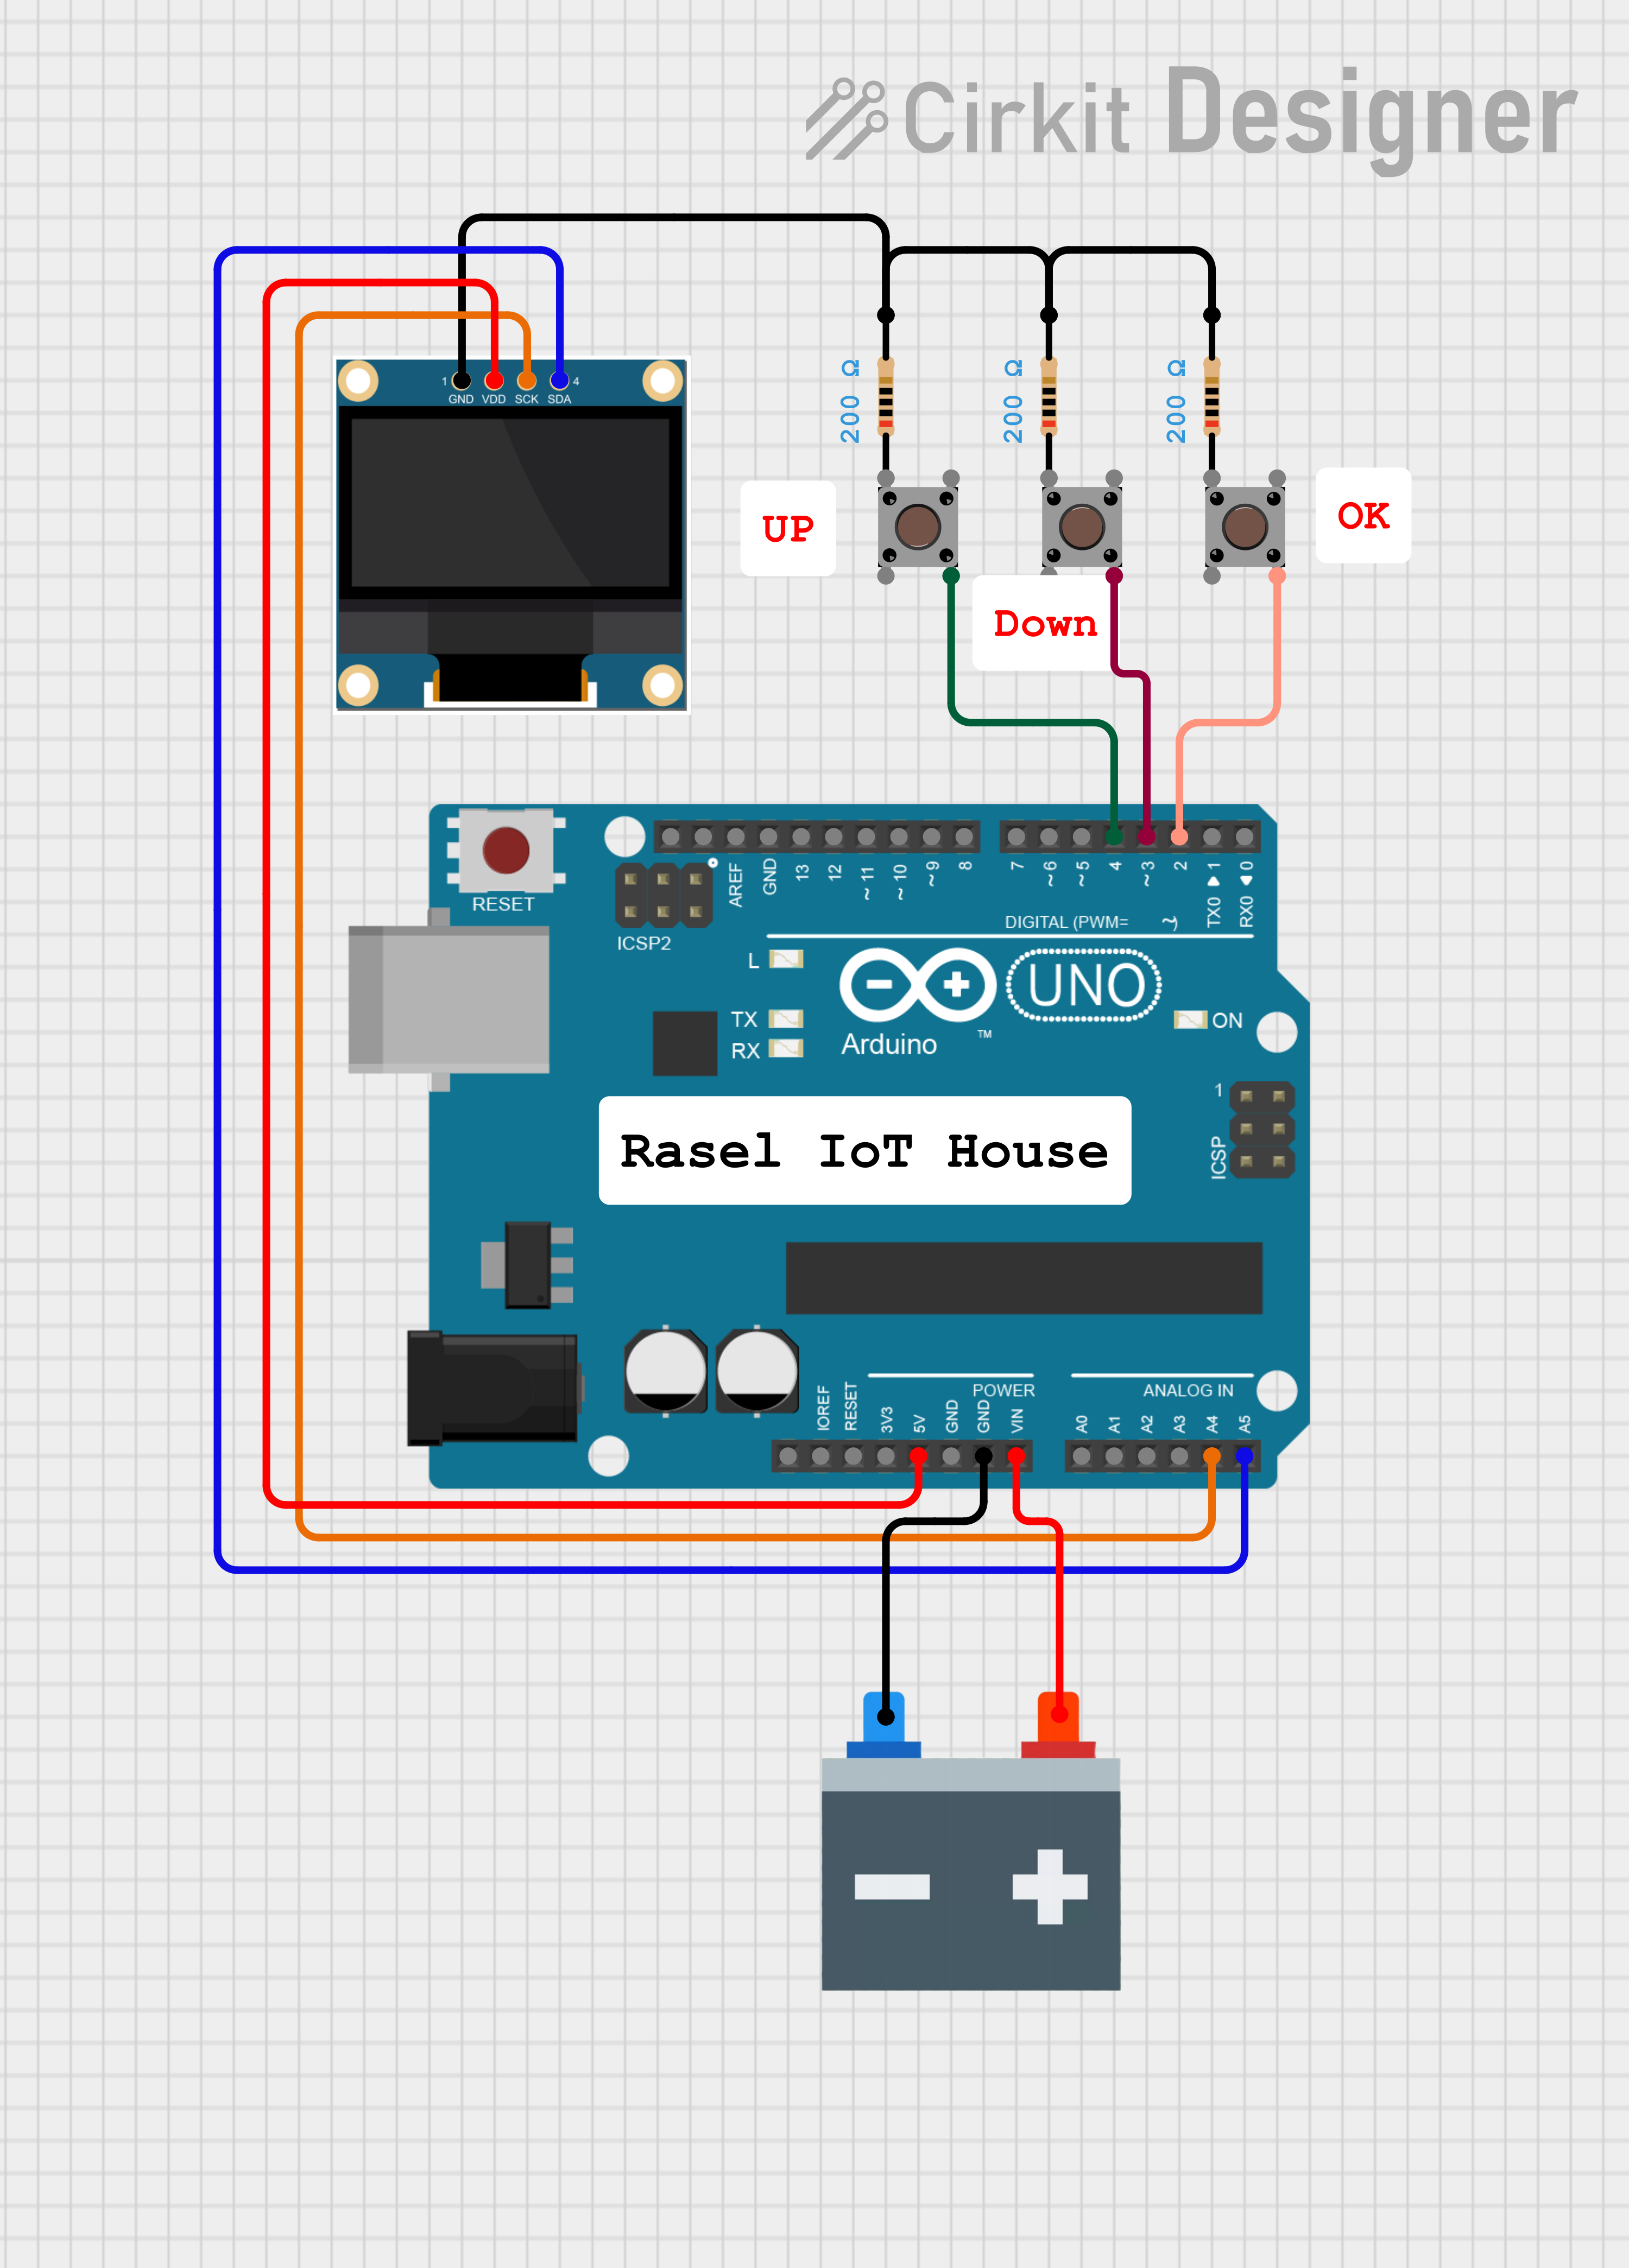 Cirkit Designer
200 Ω
200 Ω
200 Ω
1
4
GND VDD SCK SDA
UP
OK
Down
RESET
ICSP2
AREF
GND
13
12
~ 11
~ 10
~ 9
8
7
~ 6
~ 5
4
~ 3
2
TX0 ▶ 1
RX0 ◀ 0
DIGITAL (PWM= ~)
L
TX
RX
Arduino
™
UNO
ON
1
ICSP
Rasel IoT House
IOREF
RESET
3V3
5V
GND
GND
VIN
POWER
ANALOG IN
A0
A1
A2
A3
A4
A5